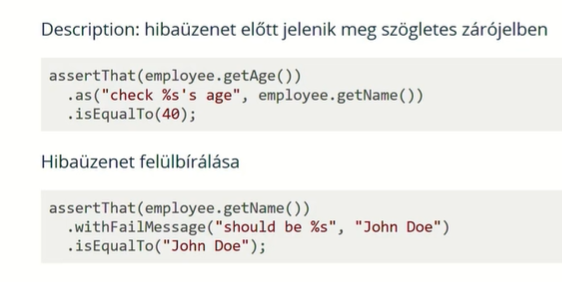 Description: hibaüzenet előtt jelenik meg szögletes zárójelben
assertThat(employee.getAge())
.as("check %s's age", employee.getName())
.isEqualTo(40);
Hibaüzenet felülbírálása
assertThat(employee.getName())
.withFailMessage("should be %s", "John Doe")
.isEqualTo("John Doe");